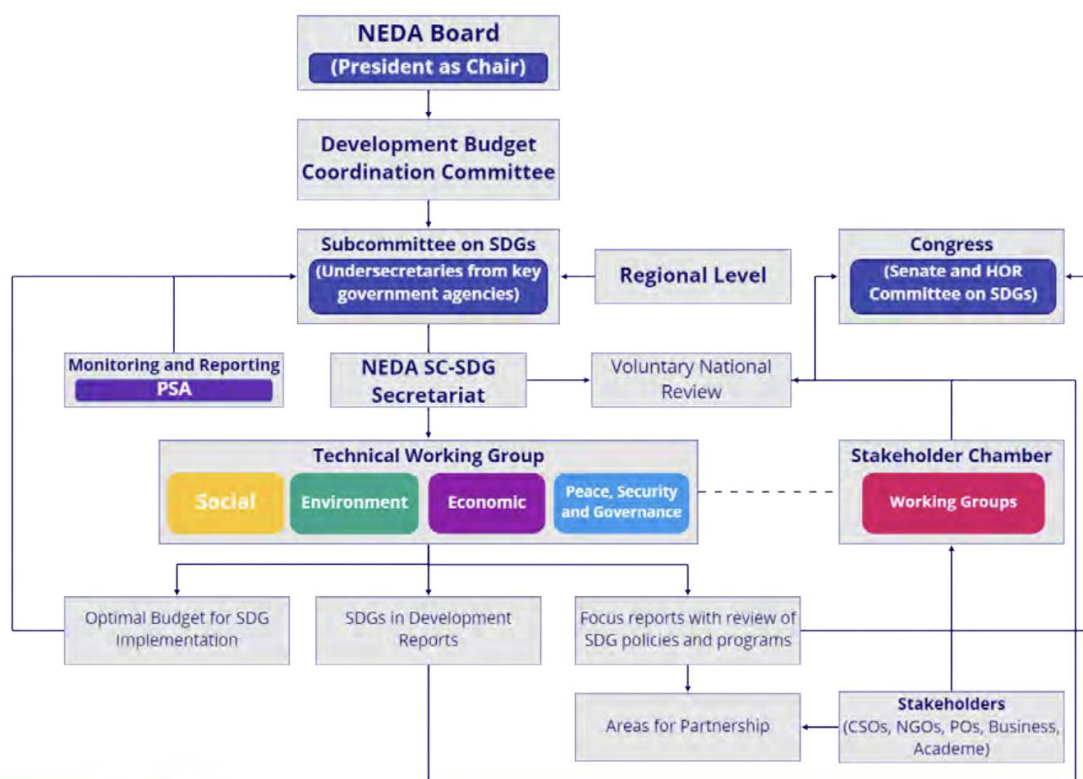 NEDA Board
(President as Chair)
Development Budget
Coordination Committee
Subcommittee on SDGs
(Undersecretaries from key
government agencies)
Regional Level
Congress
(Senate and HOR
Committee on SDGs)
Monitoring and Reporting
PSA
NEDA SC-SDG
Secretariat
Voluntary National
Review
Technical Working Group
Social
Environment
Economic
Peace, Security
and Governance
Stakeholder Chamber
Working Groups
Optimal Budget for SDG
Implementation
SDGs in Development
Reports
Focus reports with review of
SDG policies and programs
Areas for Partnership
Stakeholders
(CSOs, NGOs, POs, Business,
Academe)